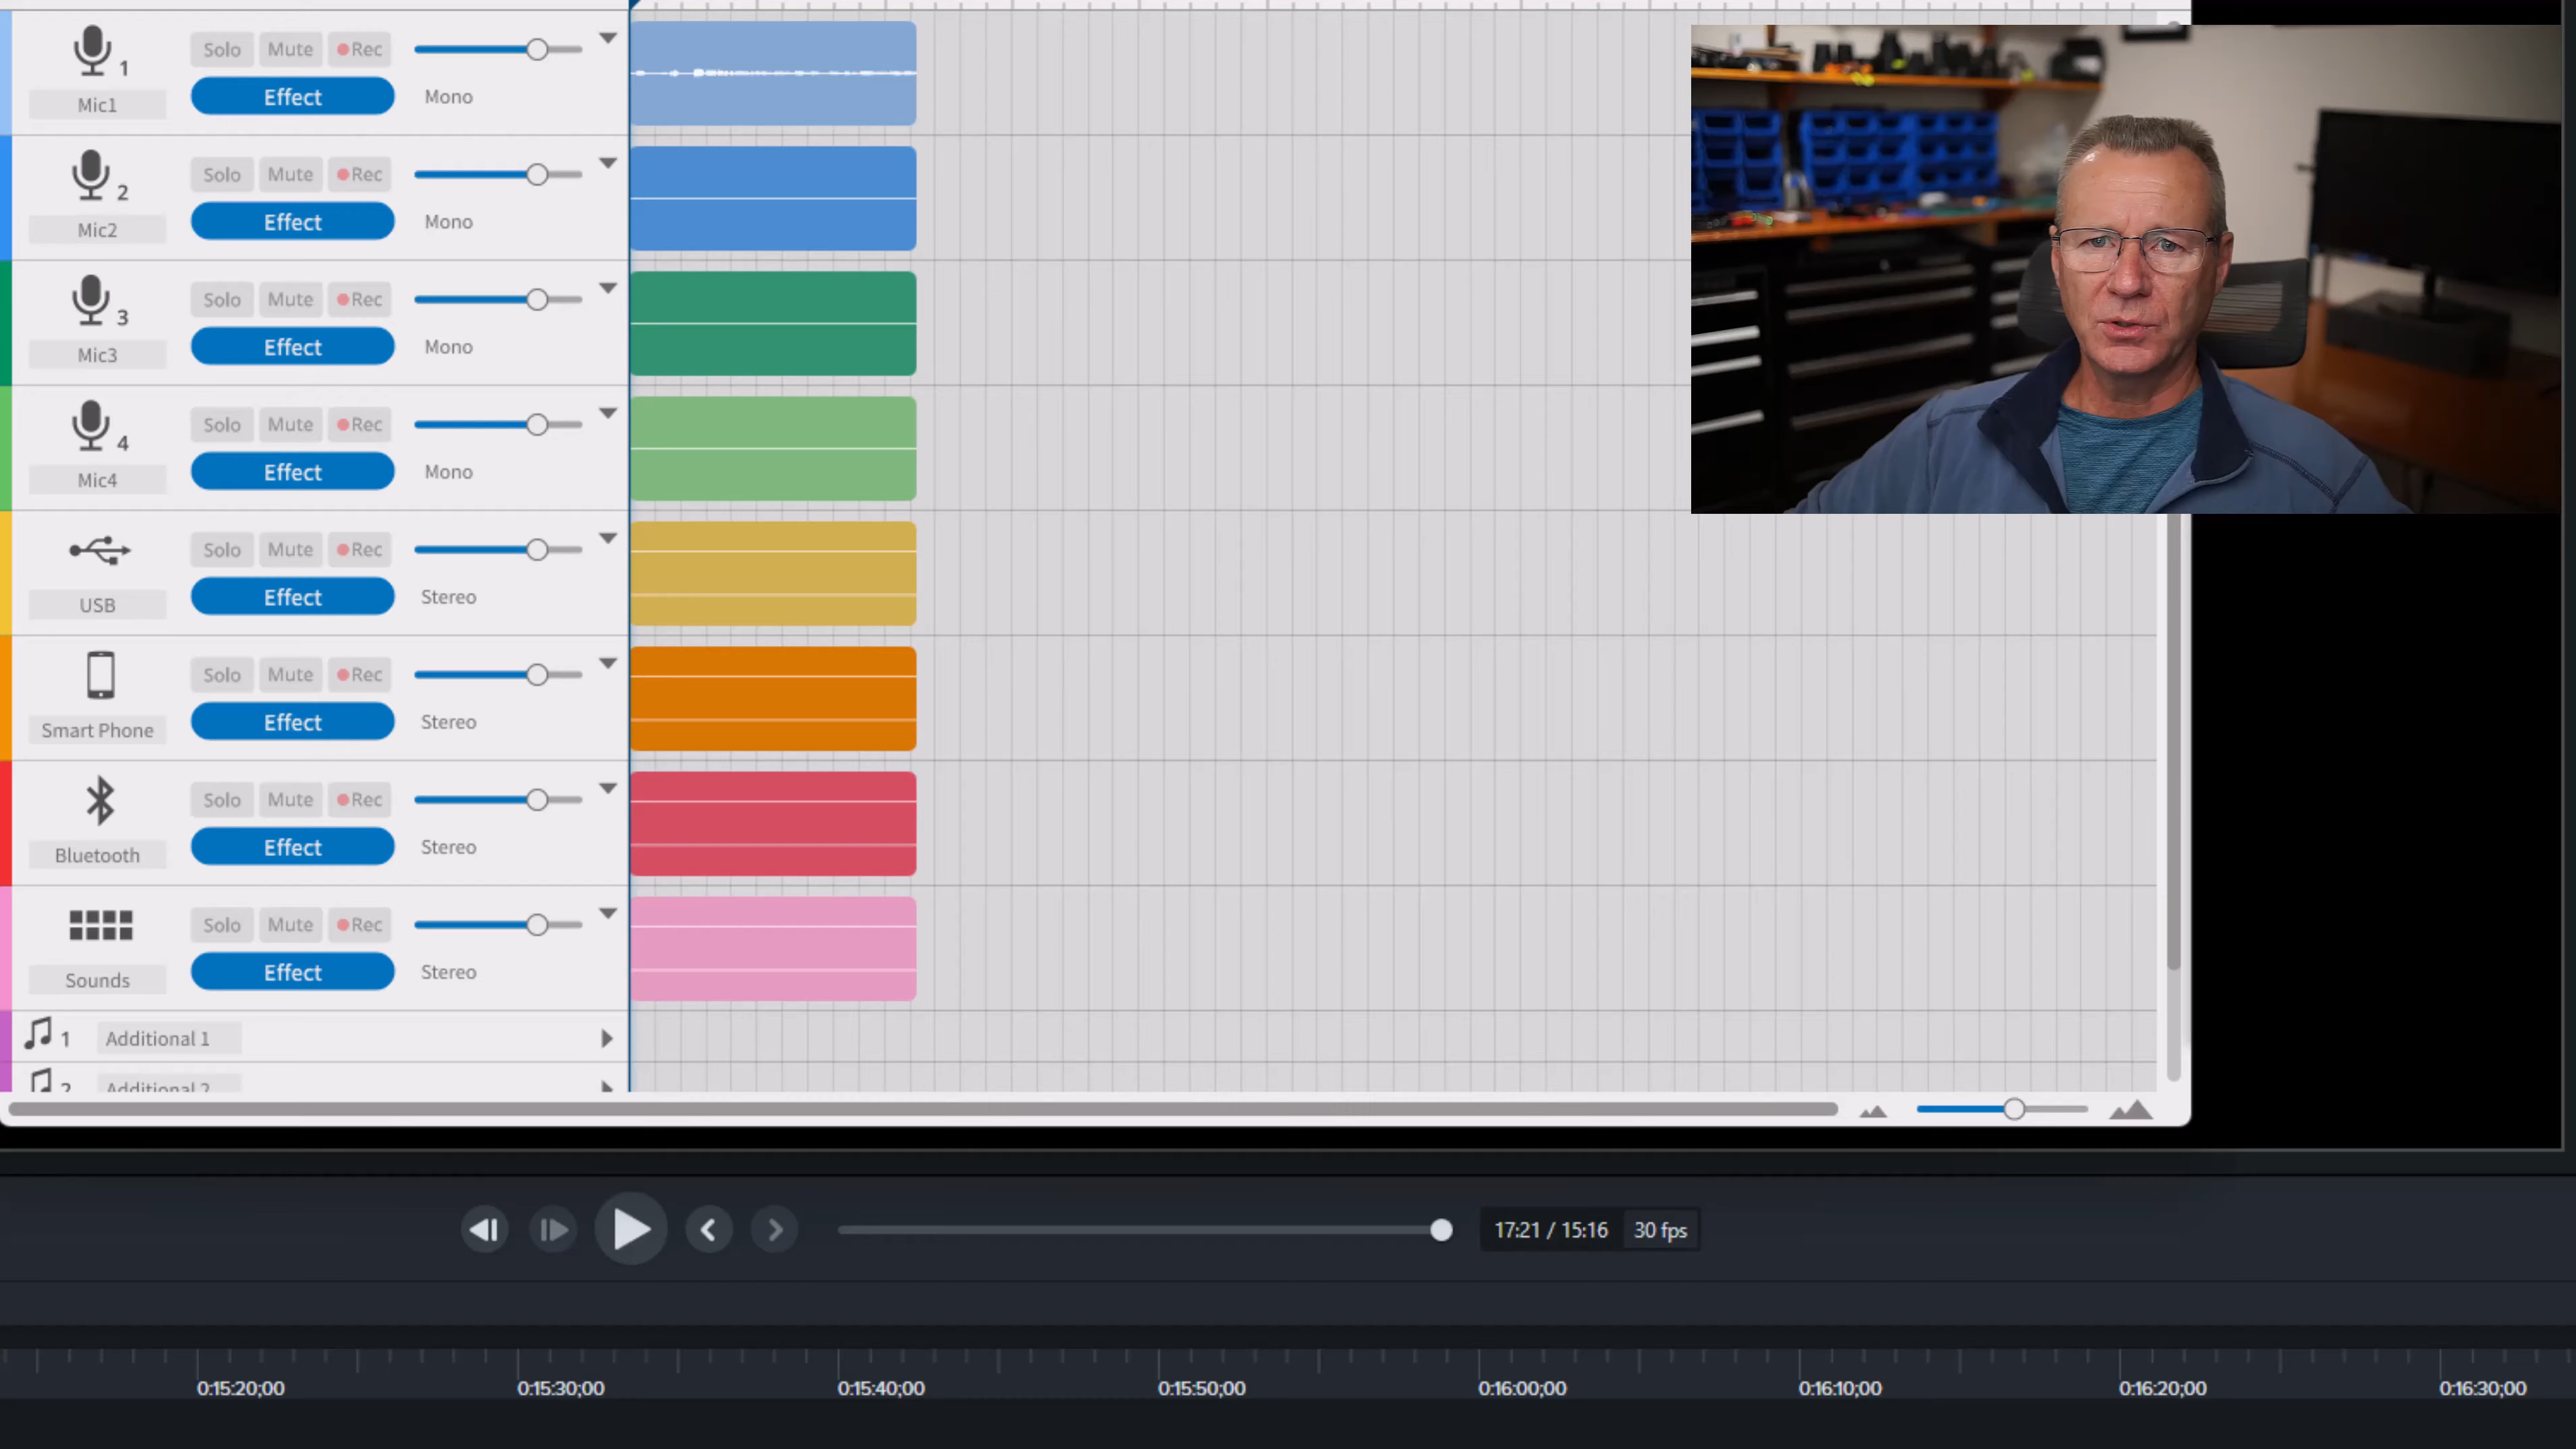 1
Solo Mute Rec
Effect Mono
Mic1
2
Solo Mute Rec
Effect Mono
Mic2
3
Solo Mute Rec
Effect Mono
Mic3
4
Solo Mute Rec
Effect Mono
Mic4
Solo Mute Rec
Effect Stereo
USB
Solo Mute Rec
Effect Stereo
Smart Phone
Solo Mute Rec
Effect Stereo
Bluetooth
Solo Mute Rec
Effect Stereo
Sounds
1 Additional 1
2 Additional 2
17:21 / 15:16 30 fps
0:15:20;00 0:15:30;00 0:15:40;00 0:15:50;00 0:16:00;00 0:16:10;00 0:16:20;00 0:16:30;00